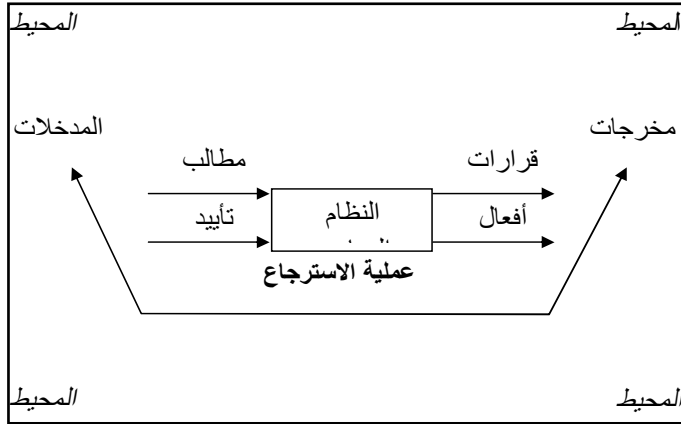 المحيط
المحيط
مخرجات
المدخلات
قرارات
مطالب
النظام
أفعال
تأييد
عملية الاسترجاع
المحيط
المحيط